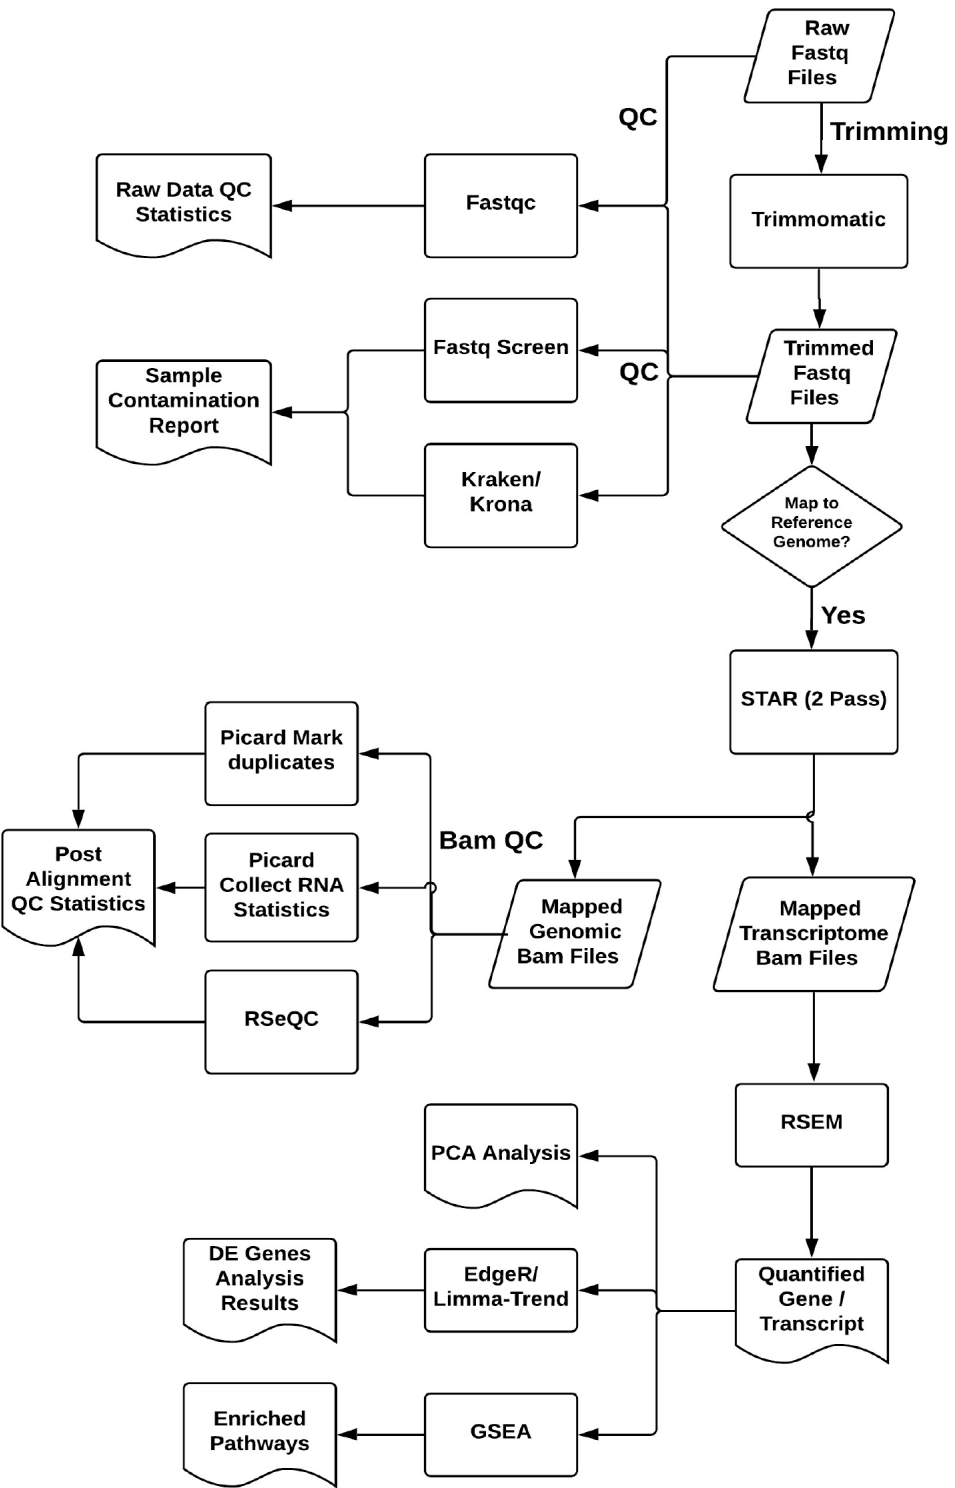 Raw
Fastq
Files
QC
Trimming
Raw Data QC
Statistics
Fastqc
Trimmomatic
Fastq Screen
QC
Trimmed
Fastq
Files
Sample
Contamination
Report
Kraken/
Krona
Map to
Reference
Genome?
Yes
STAR (2 Pass)
Picard Mark
duplicates
Bam QC
Post
Alignment
QC Statistics
Picard
Collect RNA
Statistics
Mapped
Genomic
Bam Files
Mapped
Transcriptome
Bam Files
RSeQC
RSEM
PCA Analysis
DE Genes
Analysis
Results
EdgeR/
Limma-Trend
Quantified
Gene /
Transcript
Enriched
Pathways
GSEA